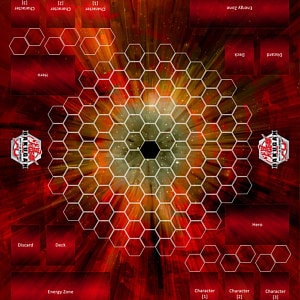 Character
[3]
Character
[2]
Character
[1]
Energy Zone
Deck
Discard
Hero
Hero
Discard
Deck
Energy Zone
Character
[1]
Character
[2]
Character
[3]